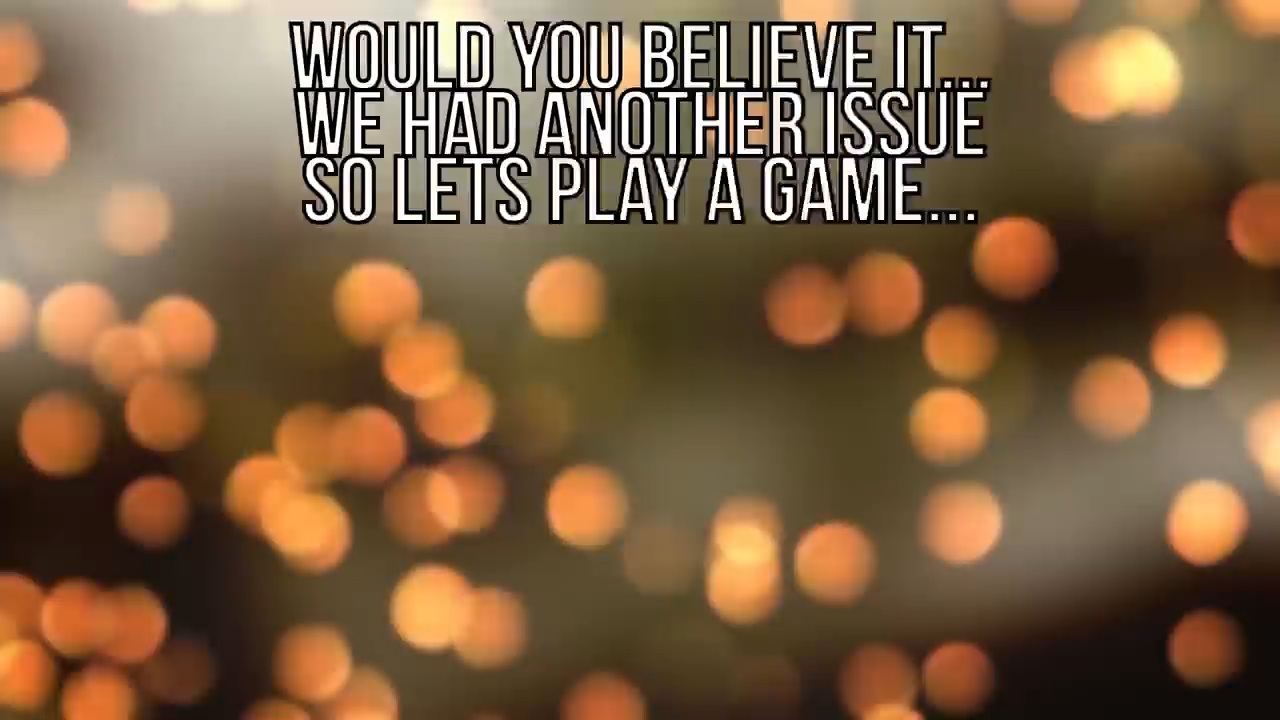 WOULD YOU BELIEVE IT...
WE HAD ANOTHER ISSUE
SO LETS PLAY A GAME...